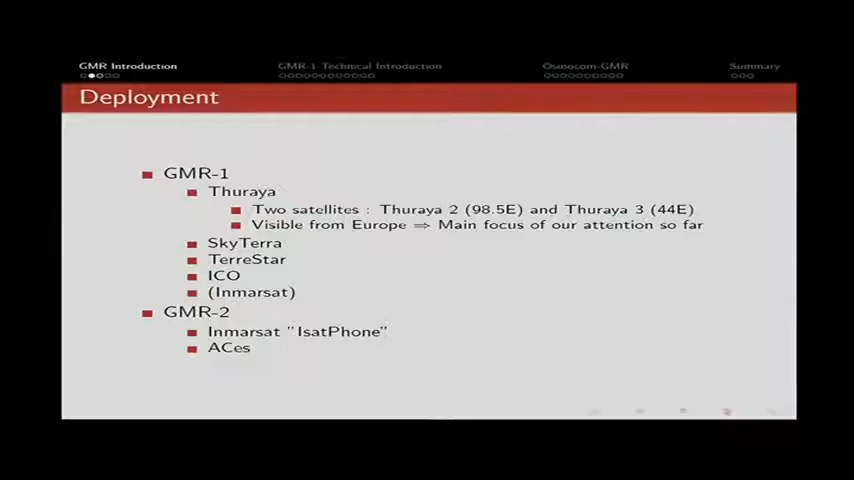 GMR Introduction
GMR-1 Technical Introduction
Osmocom-GMR
Summary
Deployment
GMR-1
Thuraya
Two satellites : Thuraya 2 (98.5E) and Thuraya 3 (44E)
Visible from Europe ⇒ Main focus of our attention so far
SkyTerra
TerreStar
ICO
(Inmarsat)
GMR-2
Inmarsat "IsatPhone"
ACes